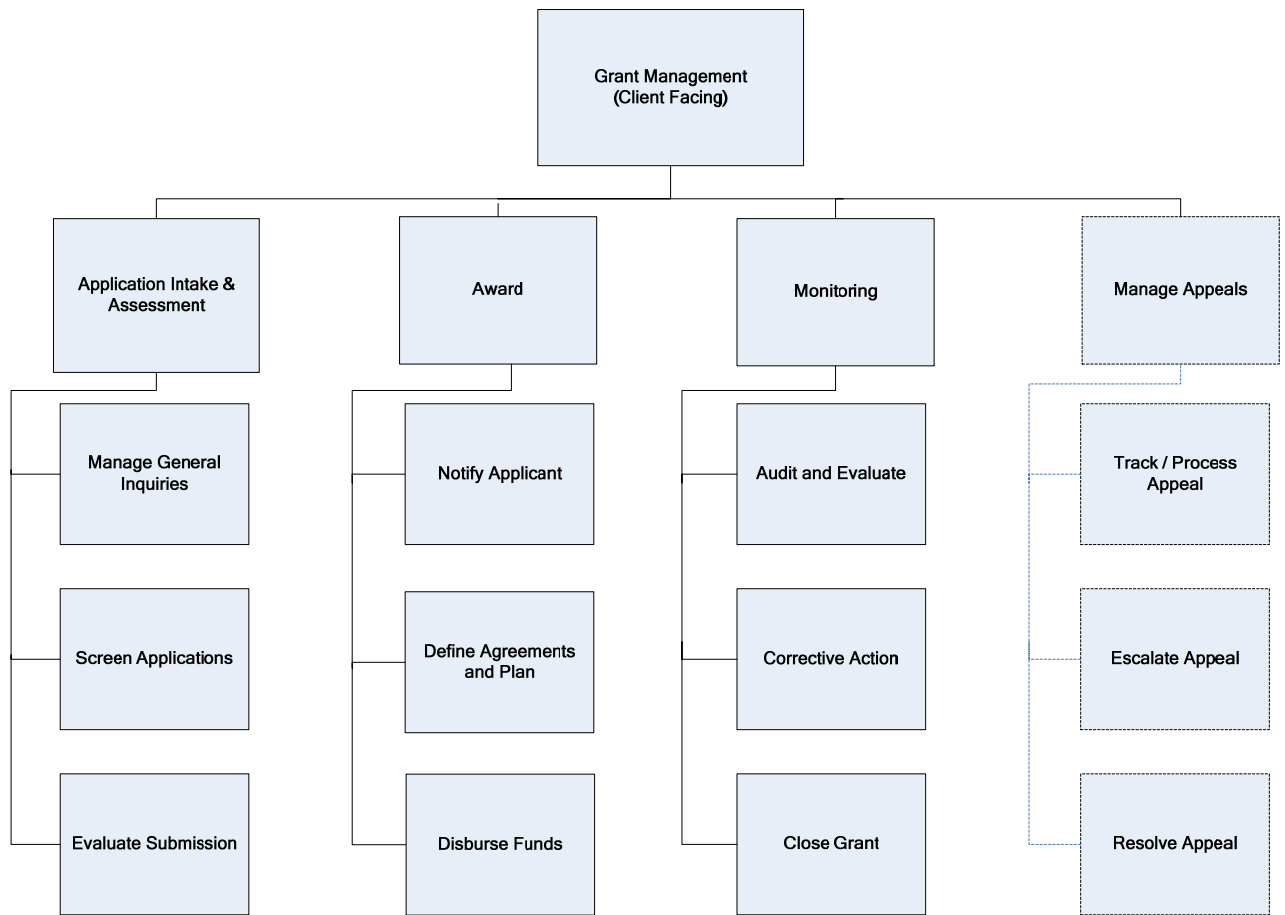 Grant Management
(Client Facing)
Application Intake &
Assessment
Award
Monitoring
Manage Appeals
Manage General
Inquiries
Notify Applicant
Audit and Evaluate
Track / Process
Appeal
Screen Applications
Define Agreements
and Plan
Corrective Action
Escalate Appeal
Evaluate Submission
Disburse Funds
Close Grant
Resolve Appeal